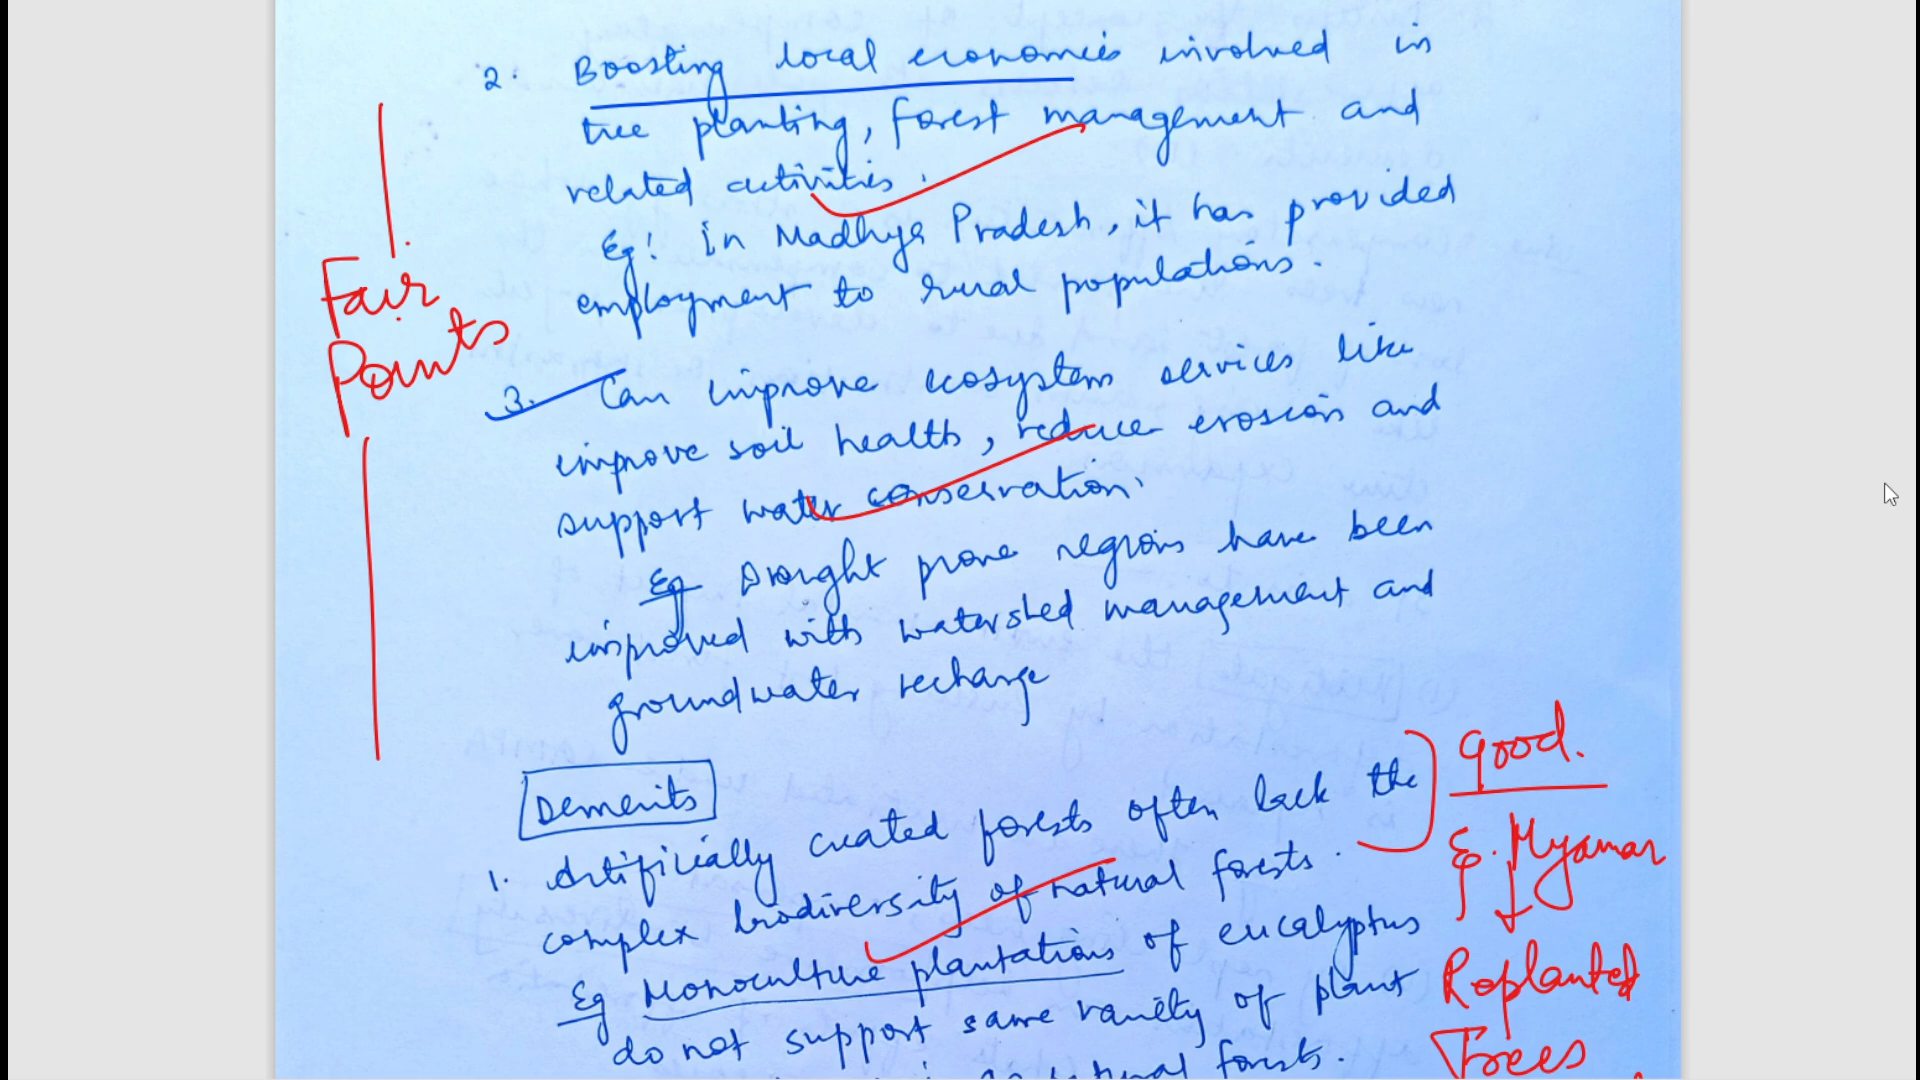 2. Boosting local economies involved in
tree planting, forest management and
related activities.
Eg: In Madhya Pradesh, it has provided
employment to rural populations.
Fair
Points
3. Can improve ecosystem services like
improve soil health, reduce erosion and
support water conservation.
Eg Drought prone regions have been
improved with watershed management and
groundwater recharge
Demerits
1. Artificially created forests often lack the
complex biodiversity of natural forests.
Eg Monoculture plantations of eucalyptus
do not support same variety of plant
natural forests.
Good.
Eg. Myamar
Replanted
Trees